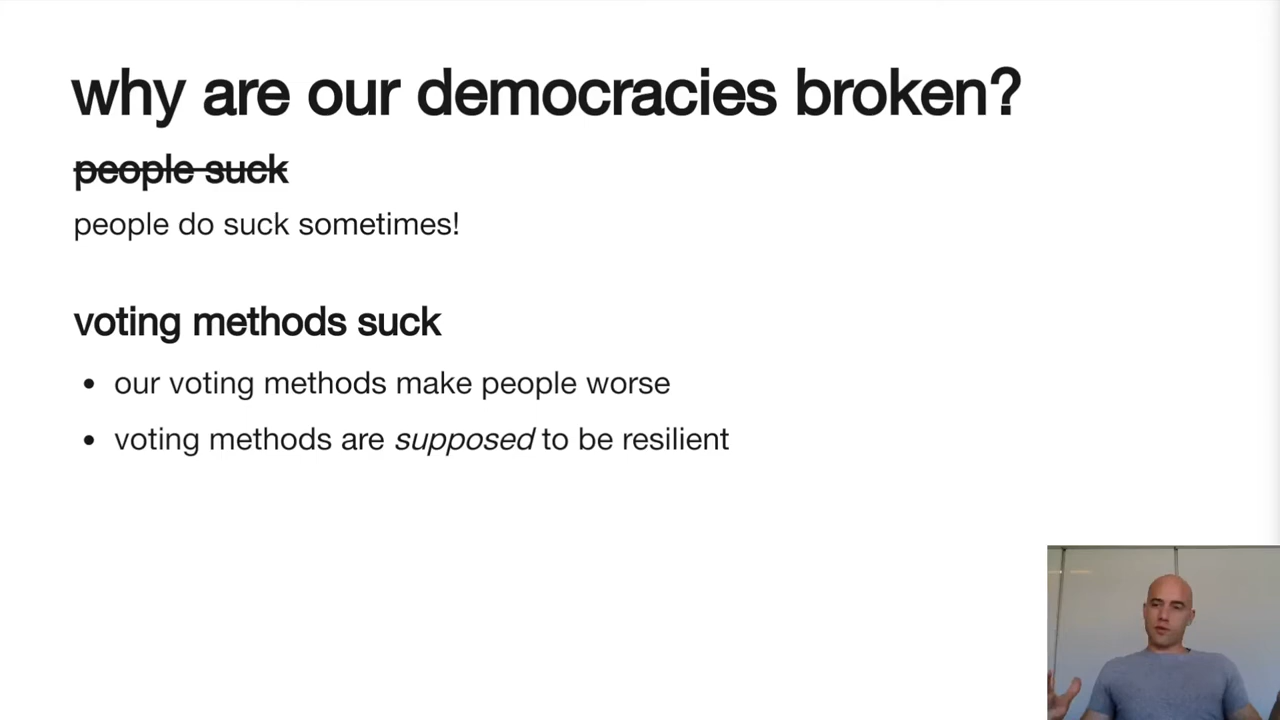 why are our democracies broken?
people suck
people do suck sometimes!
voting methods suck
• our voting methods make people worse
• voting methods are supposed to be resilient